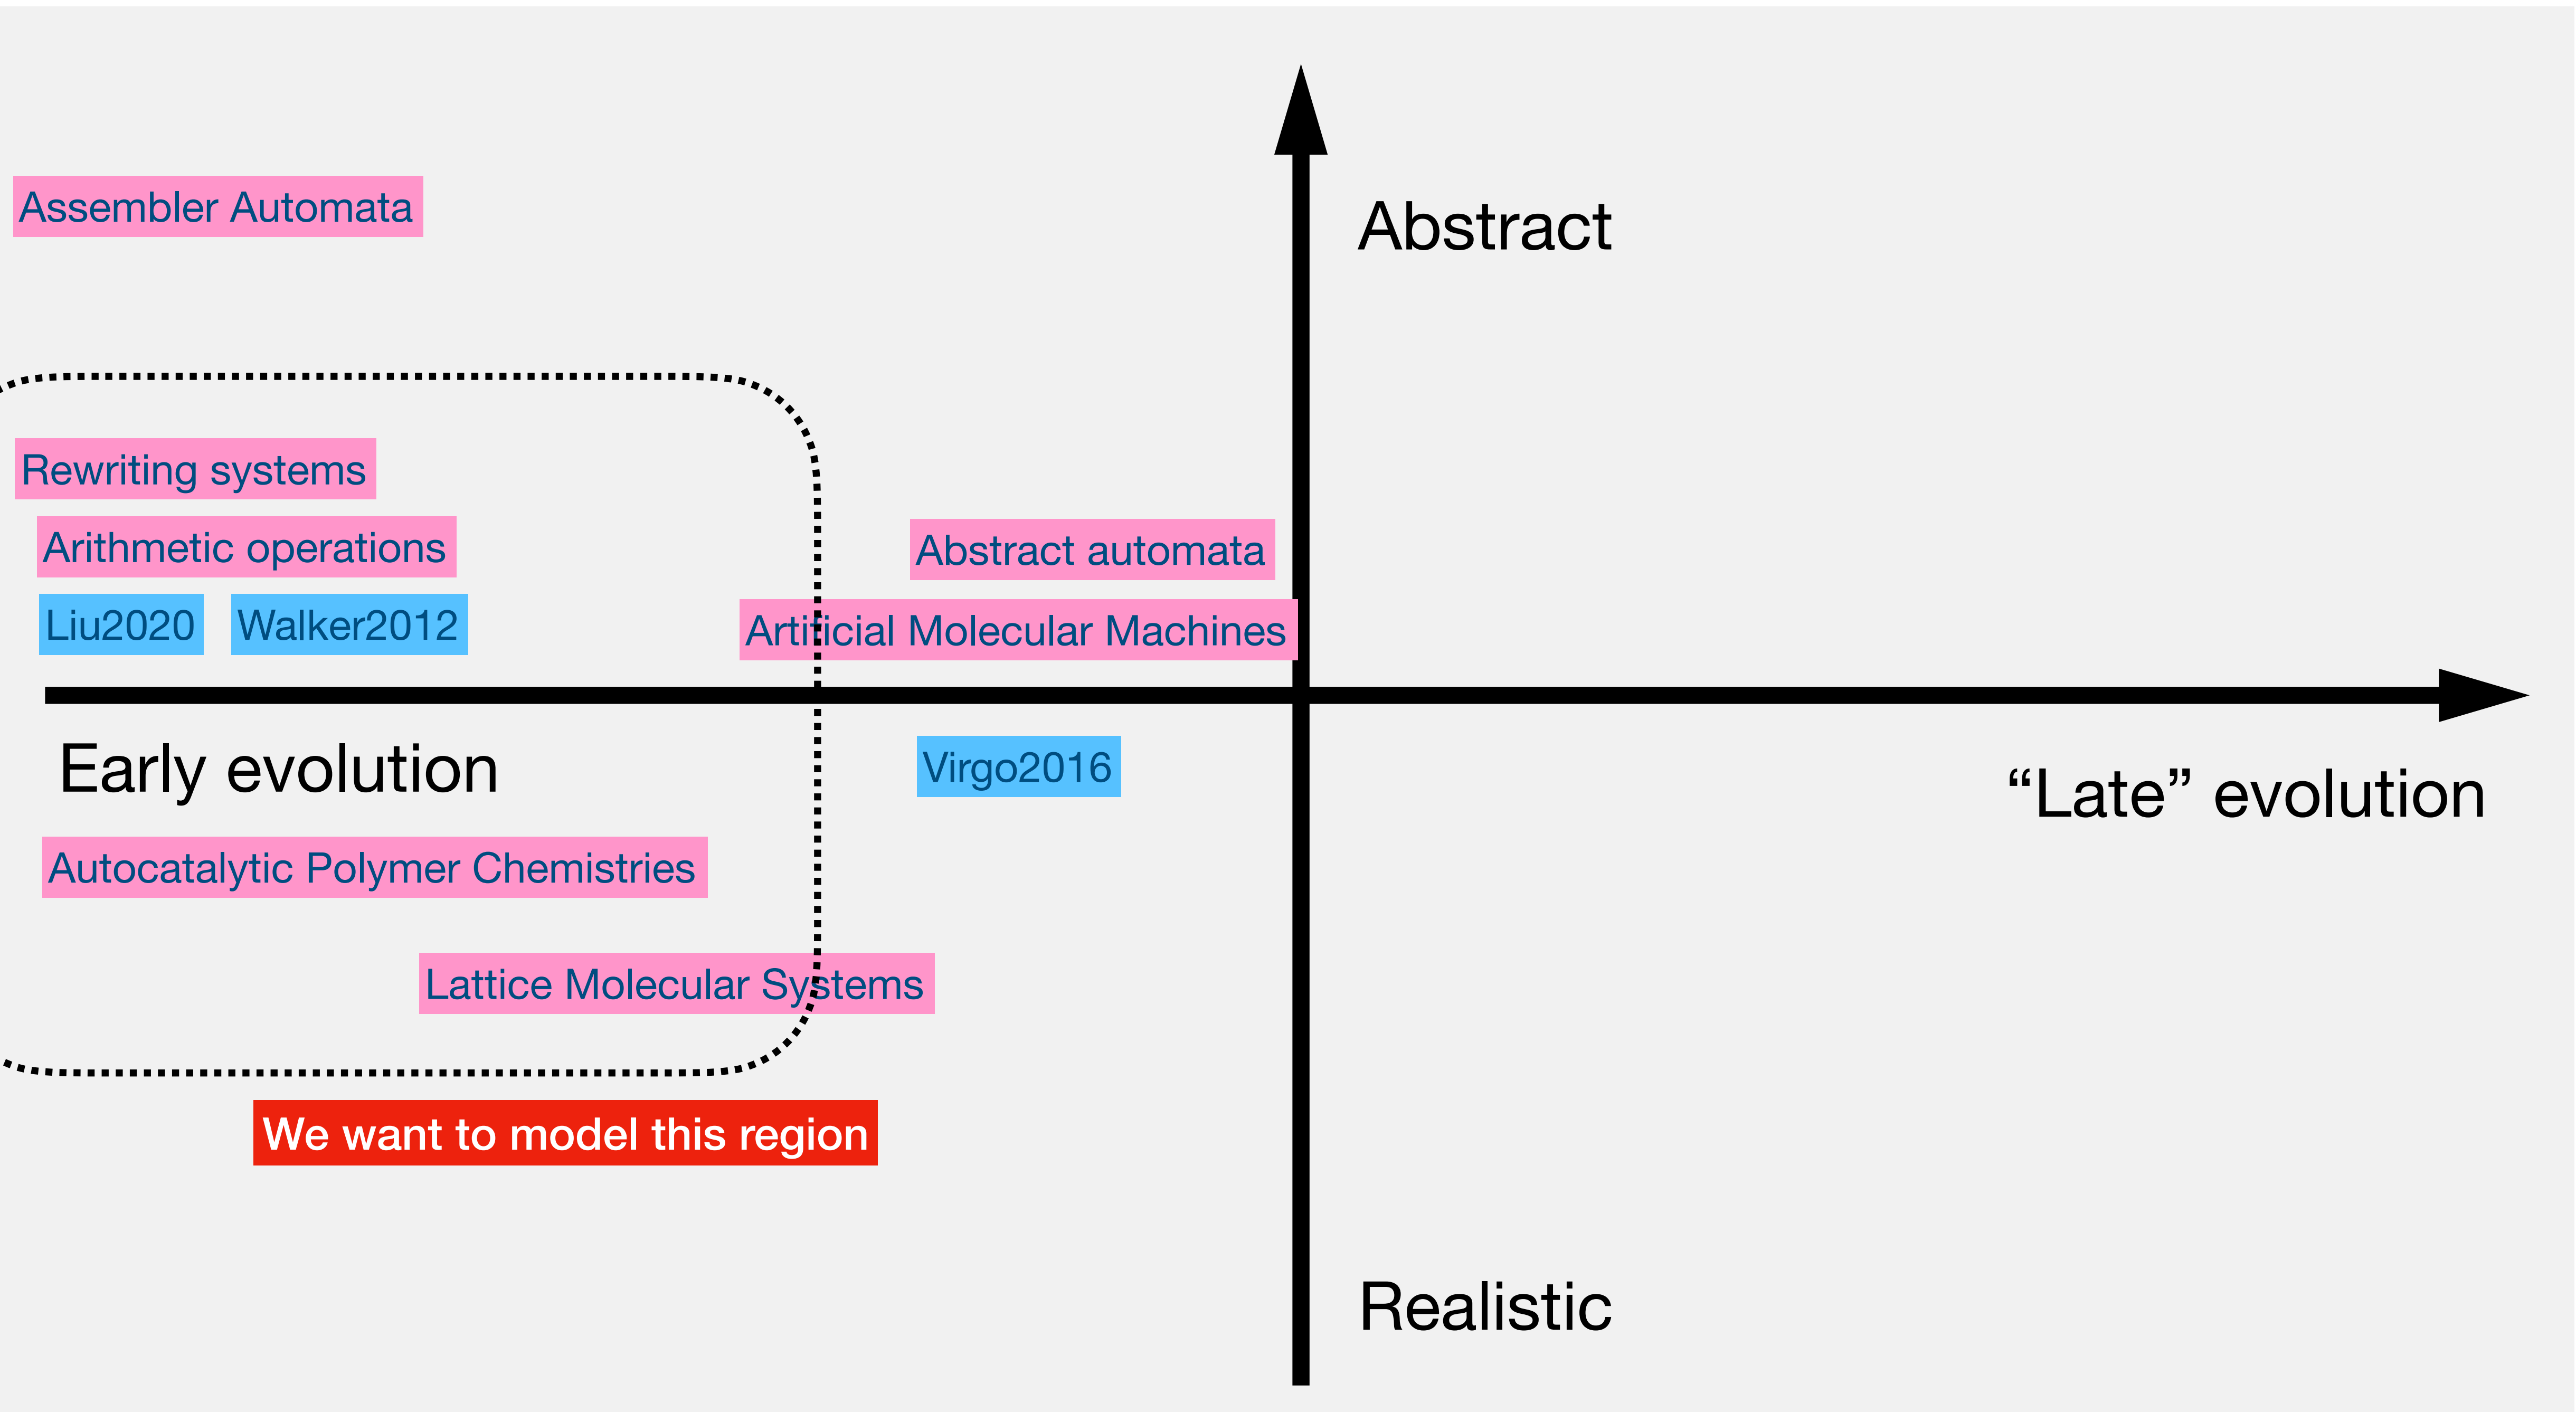 Assembler Automata
Abstract
Rewriting systems
Arithmetic operations
Abstract automata
Liu2020
Walker2012
Artificial Molecular Machines
Early evolution
Virgo2016
“Late” evolution
Autocatalytic Polymer Chemistries
Lattice Molecular Systems
We want to model this region
Realistic